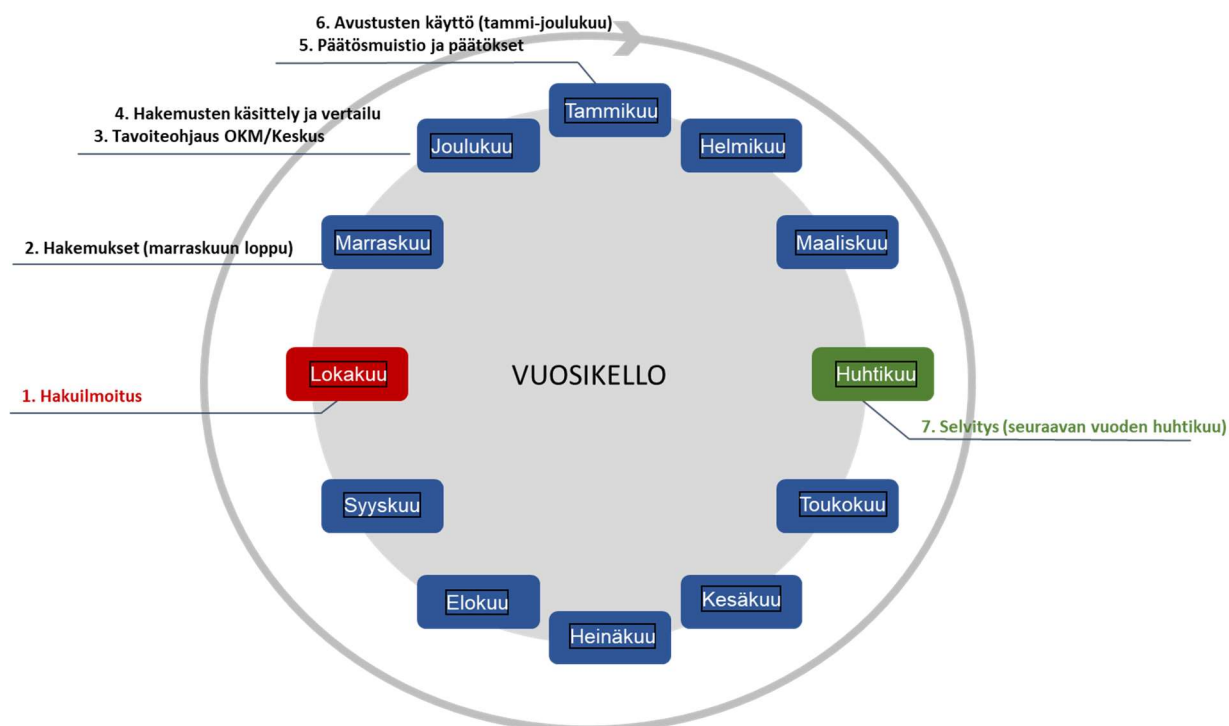 6. Avustusten käyttö (tammi-joulukuu)
5. Päätösmuistio ja päätökset
Tammikuu
4. Hakemusten käsittely ja vertailu
3. Tavoiteohjaus OKM/Keskus
Joulukuu
Helmikuu
2. Hakemukset (marraskuun loppu)
Marraskuu
Maaliskuu
Lokakuu
VUOSIKELLO
Huhtikuu
1. Hakuilmoitus
7. Selvitys (seuraavan vuoden huhtikuu)
Syyskuu
Toukokuu
Elokuu
Kesäkuu
Heinäkuu